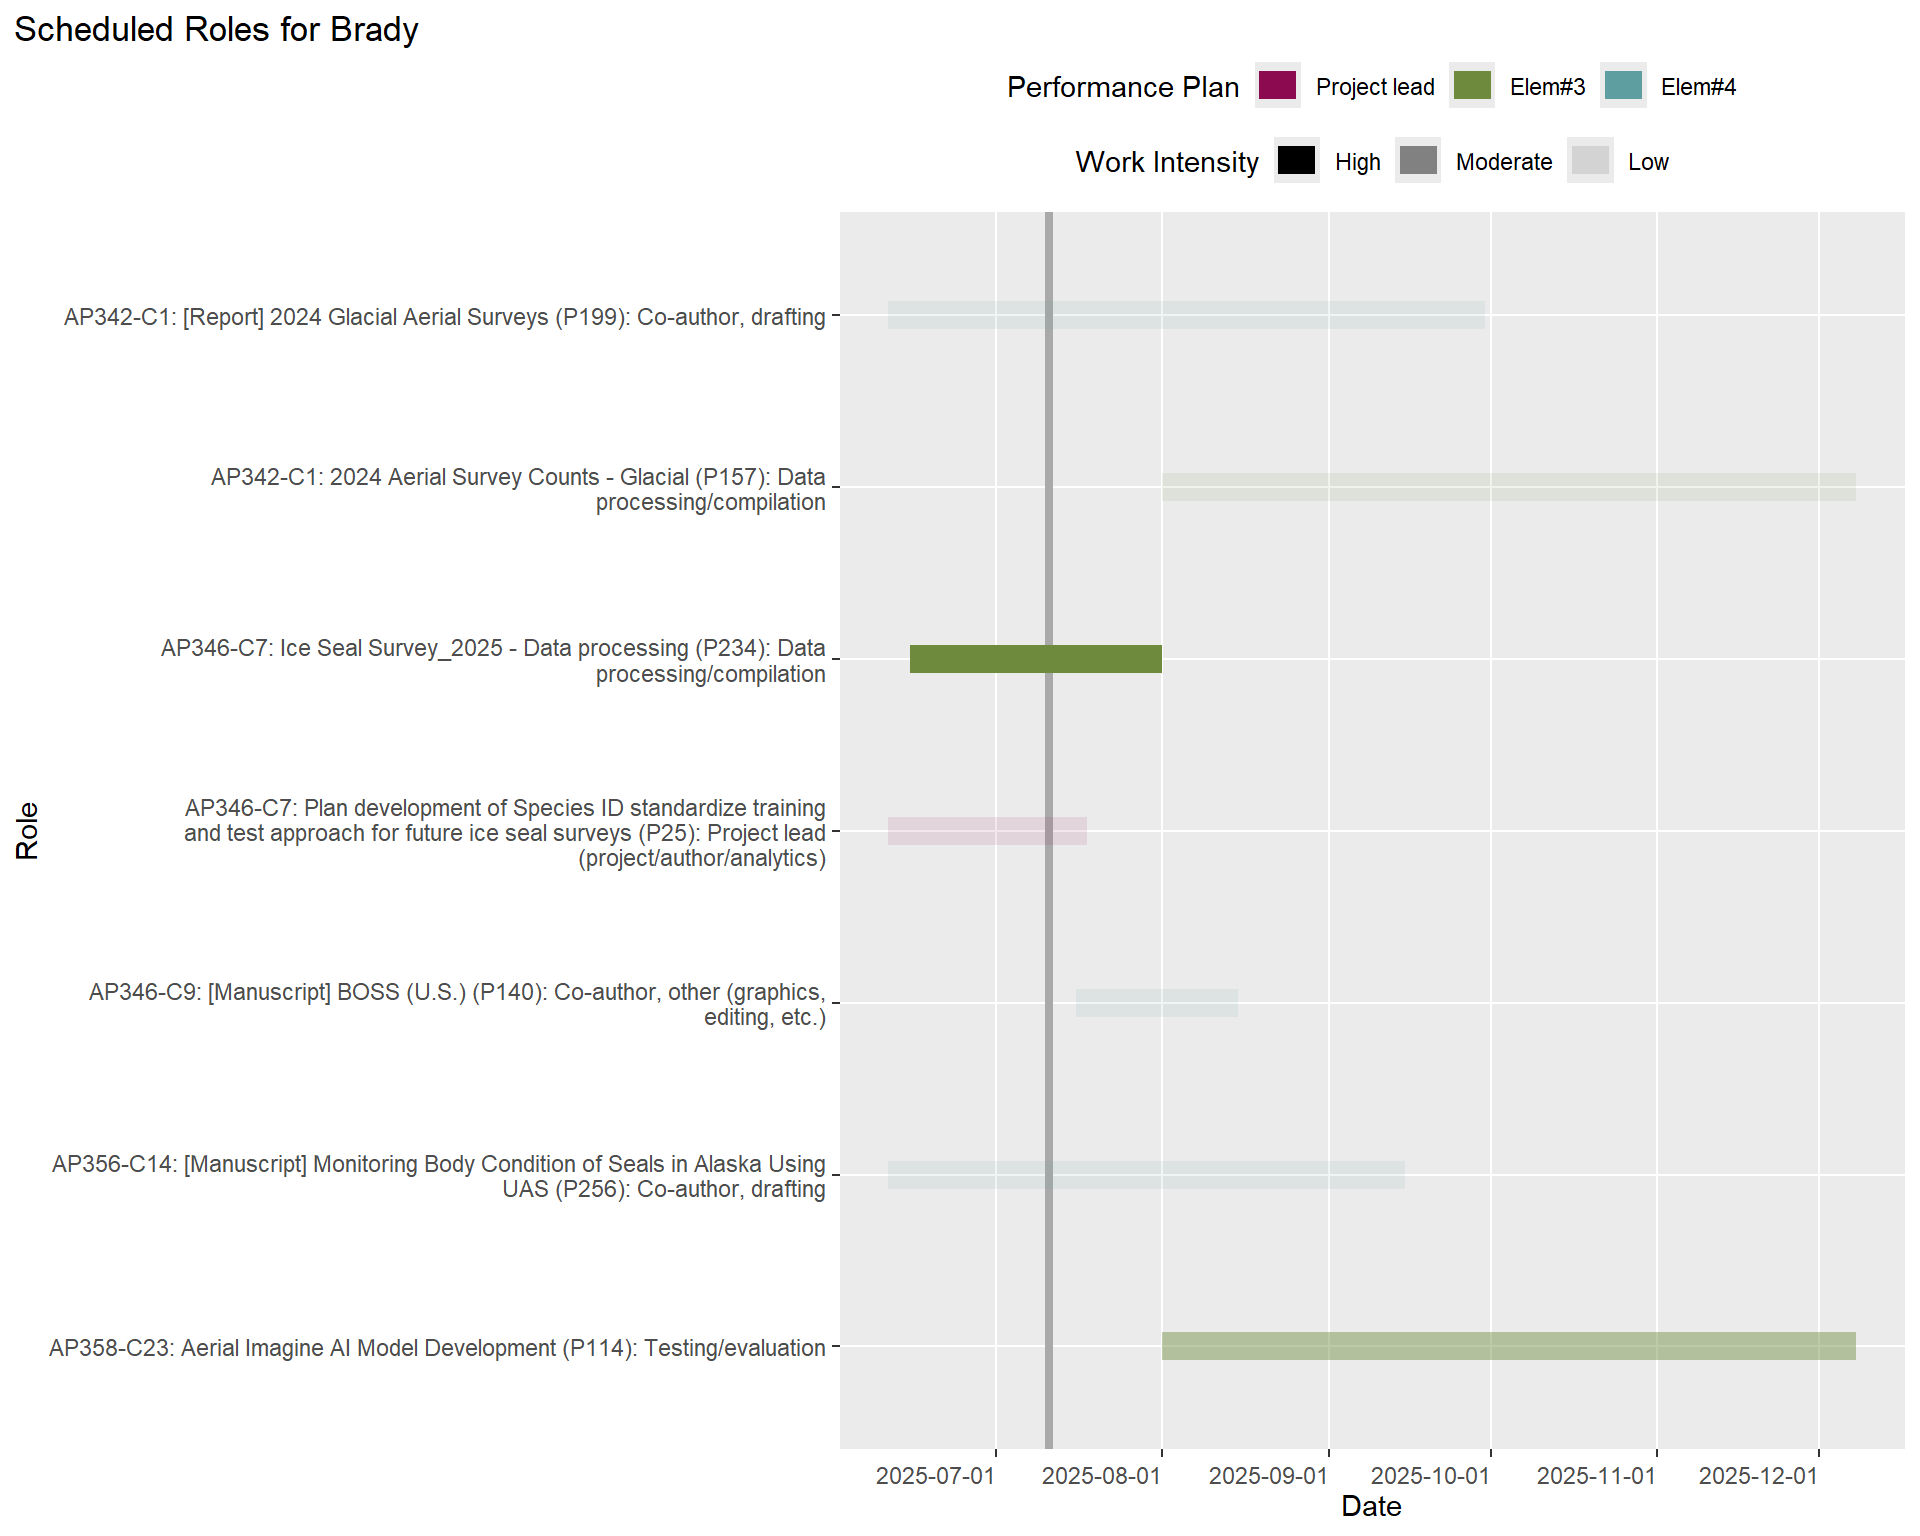 Scheduled Roles for Brady
Performance Plan Project lead Elem#3 Elem#4
Work Intensity High Moderate Low
AP342-C1: [Report] 2024 Glacial Aerial Surveys (P199): Co-author, drafting
AP342-C1: 2024 Aerial Survey Counts - Glacial (P157): Data
processing/compilation
AP346-C7: Ice Seal Survey_2025 - Data processing (P234): Data
processing/compilation
AP346-C7: Plan development of Species ID standardize training
and test approach for future ice seal surveys (P25): Project lead
(project/author/analytics)
AP346-C9: [Manuscript] BOSS (U.S.) (P140): Co-author, other (graphics,
editing, etc.)
AP356-C14: [Manuscript] Monitoring Body Condition of Seals in Alaska Using
UAS (P256): Co-author, drafting
AP358-C23: Aerial Imagine AI Model Development (P114): Testing/evaluation
Role
2025-07-01 2025-08-01 2025-09-01 2025-10-01 2025-11-01 2025-12-01
Date